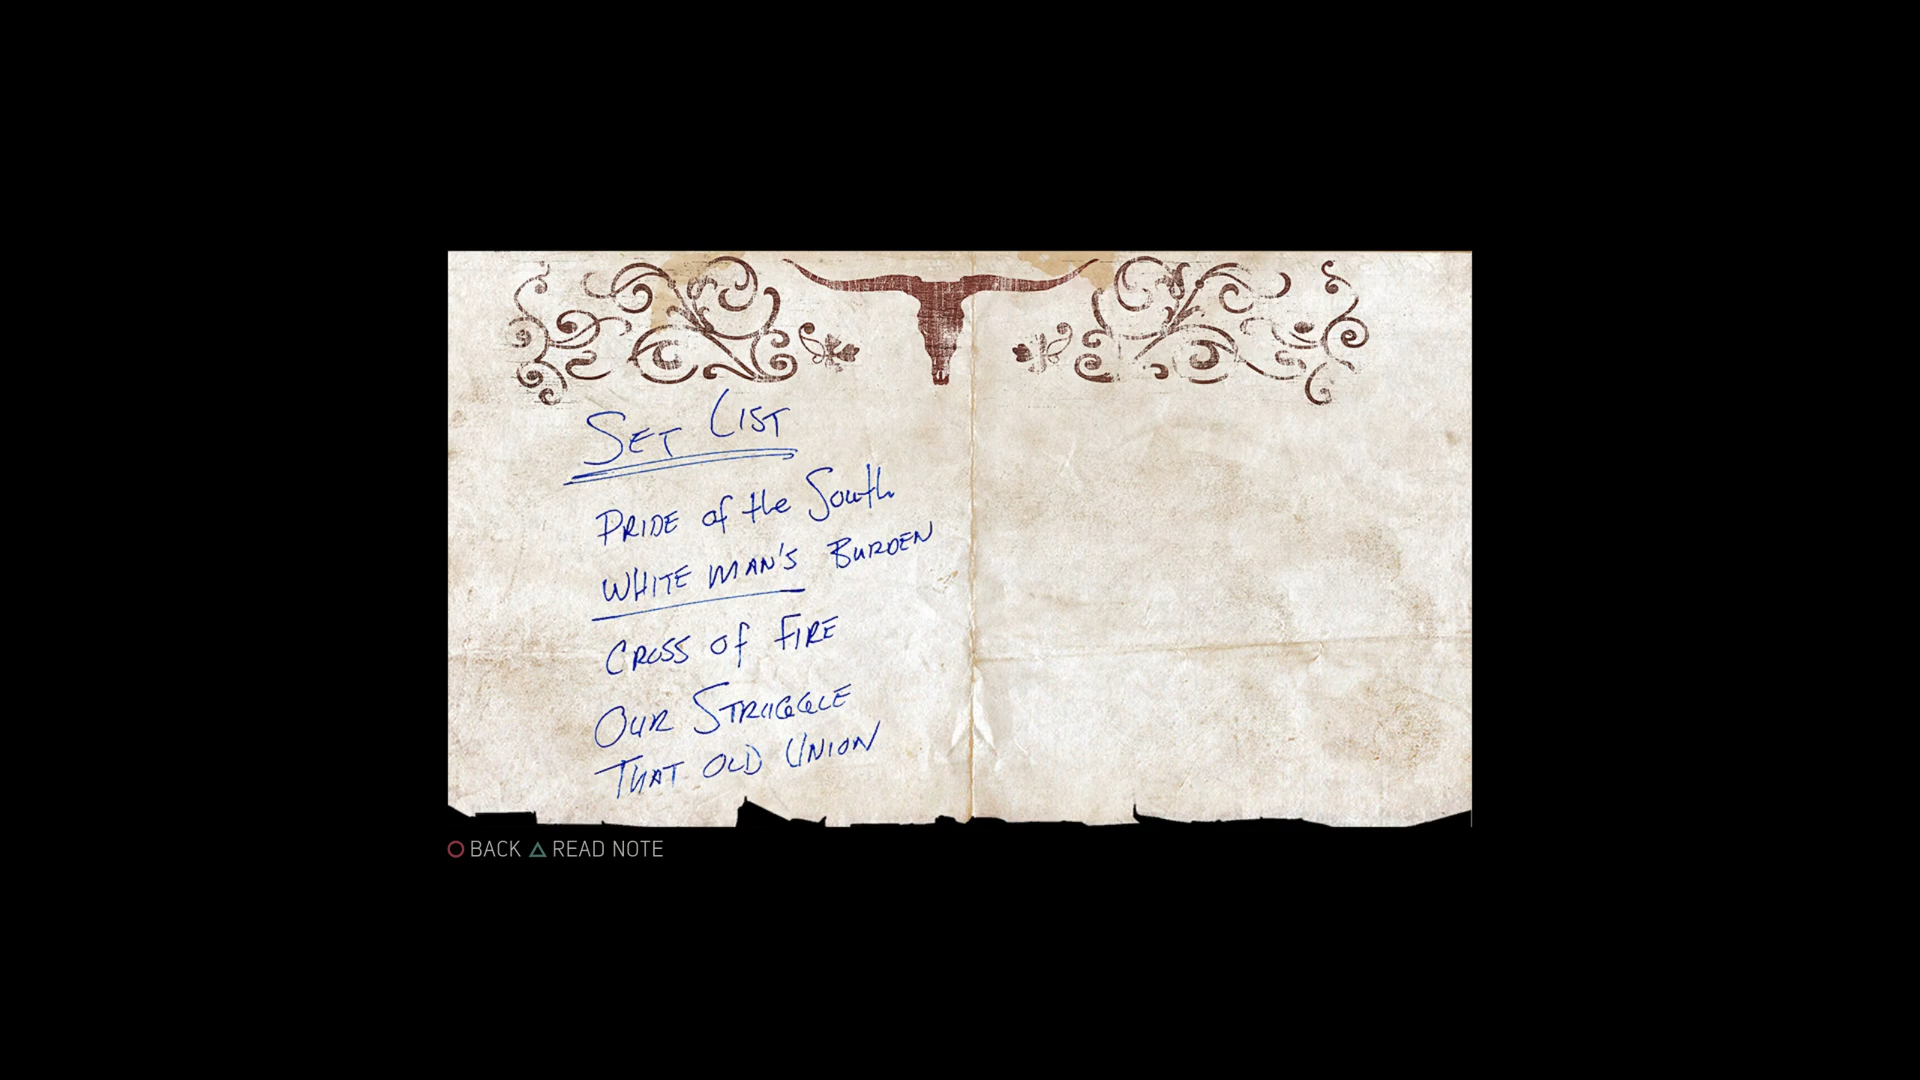 SET LIST
PRIDE of the South
WHITE MAN'S BURDEN
CROSS of FIRE
OUR STRUGGLE
THAT OLD UNION
BACK READ NOTE